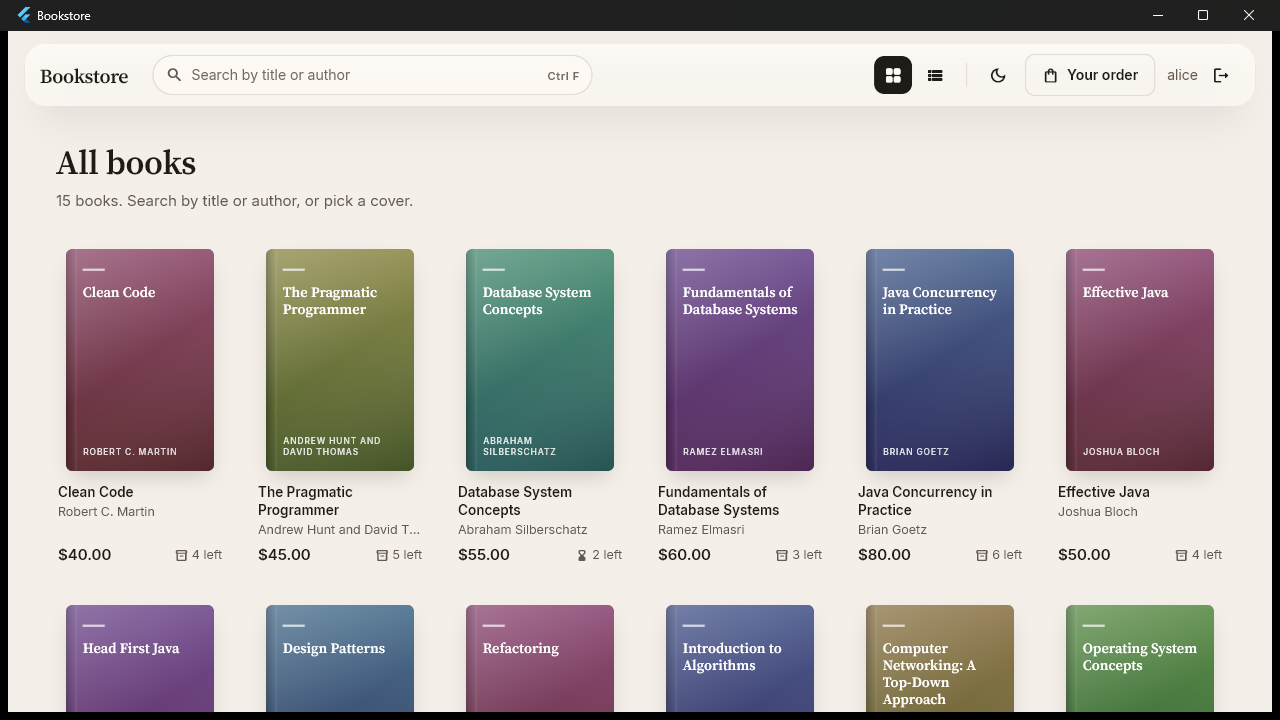 Bookstore
Bookstore
Search by title or author
Ctrl F
Your order
alice
All books
15 books. Search by title or author, or pick a cover.
Clean Code
ROBERT C. MARTIN
The Pragmatic
Programmer
ANDREW HUNT AND
DAVID THOMAS
Database System
Concepts
ABRAHAM
SILBERSCHATZ
Fundamentals of
Database Systems
RAMEZ ELMASRI
Java Concurrency
in Practice
BRIAN GOETZ
Effective Java
JOSHUA BLOCH
Clean Code
Robert C. Martin
$40.00
4 left
The Pragmatic
Programmer
Andrew Hunt and David T...
$45.00
5 left
Database System
Concepts
Abraham Silberschatz
$55.00
2 left
Fundamentals of
Database Systems
Ramez Elmasri
$60.00
3 left
Java Concurrency in
Practice
Brian Goetz
$80.00
6 left
Effective Java
Joshua Bloch
$50.00
4 left
Head First Java
Design Patterns
Refactoring
Introduction to
Algorithms
Computer
Networking: A
Top-Down
Approach
Operating System
Concepts